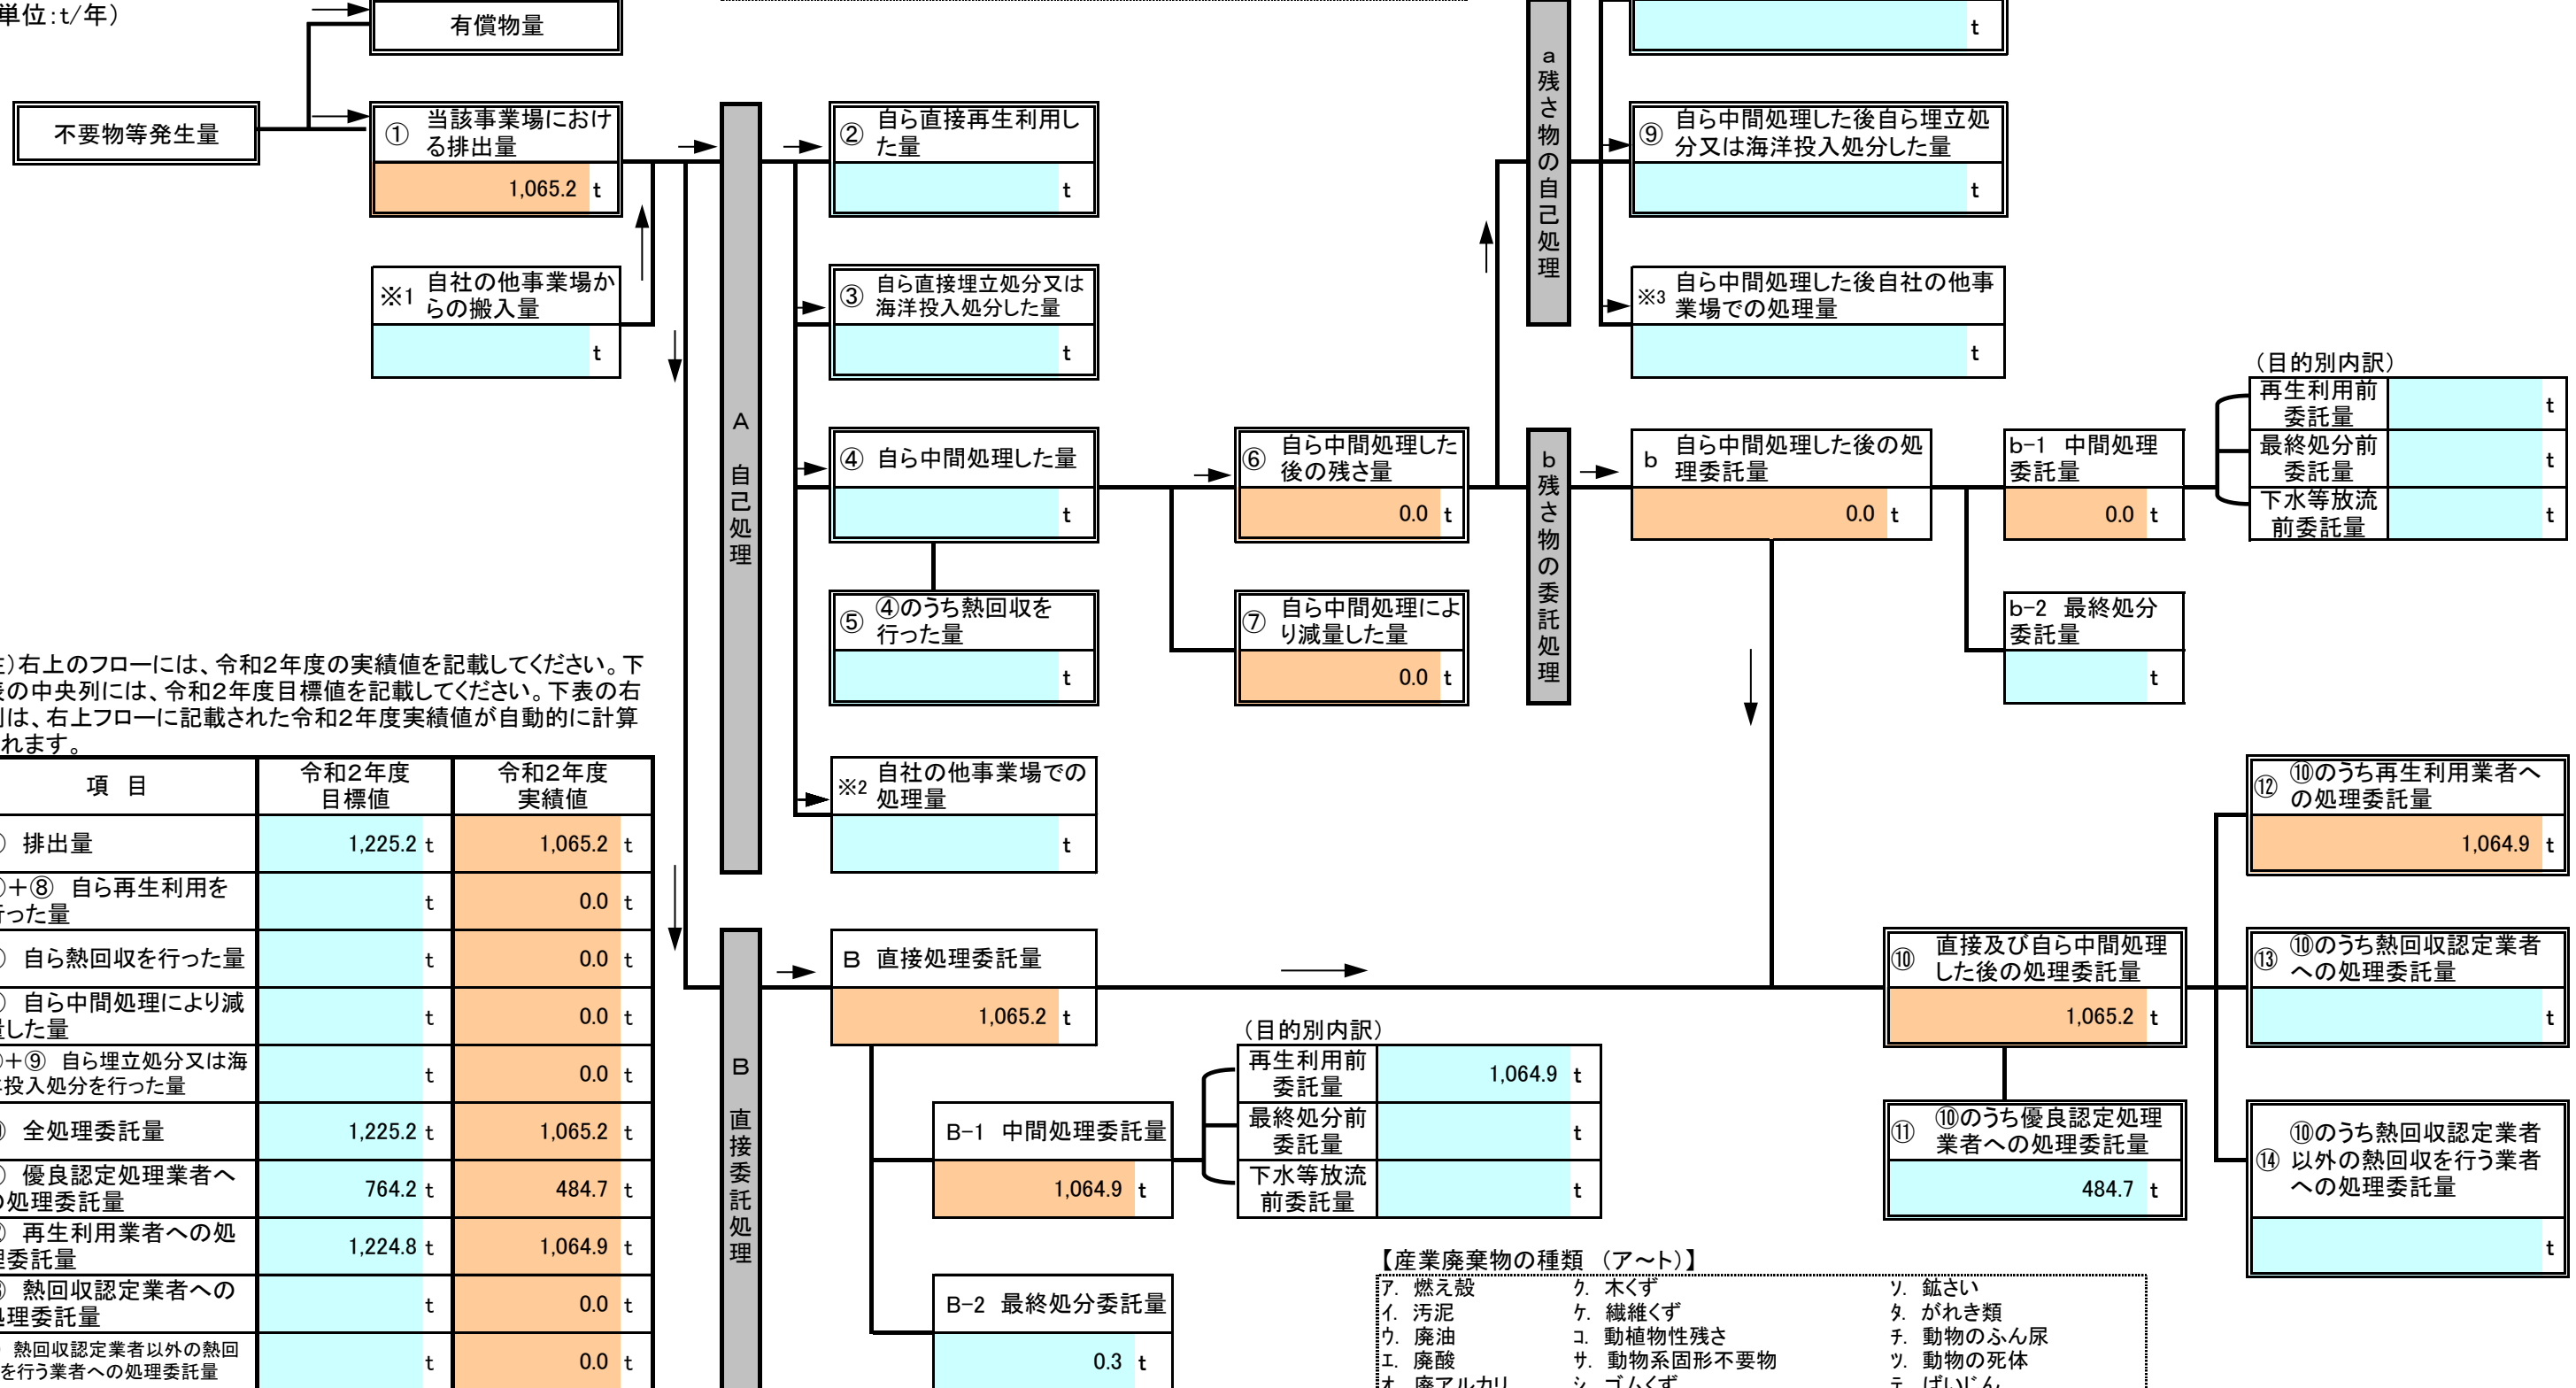 単位:t/年)
有償物量
t
不要物等発生量
① 当該事業場におけ
る排出量
1,065.2 t
※1 自社の他事業場か
らの搬入量
t
A 自己処理
② 自ら直接再生利用し
た量
t
③ 自ら直接埋立処分又は
海洋投入処分した量
t
④ 自ら中間処理した量
t
⑤ ④のうち熱回収を
行った量
t
※2 自社の他事業場での
処理量
t
⑥ 自ら中間処理した
後の残さ量
0.0 t
⑦ 自ら中間処理によ
り減量した量
0.0 t
a 残さ物の自己処理
⑨ 自ら中間処理した後自ら埋立処
分又は海洋投入処分した量
t
※3 自ら中間処理した後自社の他事
業場での処理量
t
b 残さ物の委託処理
b 自ら中間処理した後の処
理委託量
0.0 t
b-1 中間処理
委託量
0.0 t
b-2 最終処分
委託量
t
(目的別内訳)
再生利用前
委託量
t
最終処分前
委託量
t
下水等放流
前委託量
t
)右上のフローには、令和2年度の実績値を記載してください。下
の中央列には、令和2年度目標値を記載してください。下表の右
は、右上フローに記載された令和2年度実績値が自動的に計算
れます。
項 目 令和2年度
目標値 令和2年度
実績値
排出量 1,225.2 t 1,065.2 t
+⑧ 自ら再生利用を
った量 t 0.0 t
自ら熱回収を行った量 t 0.0 t
自ら中間処理により減
した量 t 0.0 t
+⑨ 自ら埋立処分又は海
投入処分を行った量 t 0.0 t
全処理委託量 1,225.2 t 1,065.2 t
優良認定処理業者へ
の処理委託量 764.2 t 484.7 t
再生利用業者への処
理委託量 1,224.8 t 1,064.9 t
熱回収認定業者への
処理委託量 t 0.0 t
熱回収認定業者以外の熱回
を行う業者への処理委託量 t 0.0 t
B 直接委託処理
B 直接処理委託量
1,065.2 t
B-1 中間処理委託量
1,064.9 t
B-2 最終処分委託量
0.3 t
(目的別内訳)
再生利用前
委託量
1,064.9 t
最終処分前
委託量
t
下水等放流
前委託量
t
⑩ 直接及び自ら中間処理
した後の処理委託量
1,065.2 t
⑪ ⑩のうち優良認定処理
業者への処理委託量
484.7 t
⑫ ⑩のうち再生利用業者へ
の処理委託量
1,064.9 t
⑬ ⑩のうち熱回収認定業者
への処理委託量
t
⑭ ⑩のうち熱回収認定業者
以外の熱回収を行う業者
への処理委託量
t
【産業廃棄物の種類 (ア~ト)】
ア. 燃え殻 ク. 木くず ソ. 鉱さい
イ. 汚泥 ケ. 繊維くず タ. がれき類
ウ. 廃油 コ. 動植物性残さ チ. 動物のふん尿
エ. 廃酸 サ. 動物系固形不要物 ツ. 動物の死体
オ. 廃アルカリ シ. ゴムくず テ. ばいじん